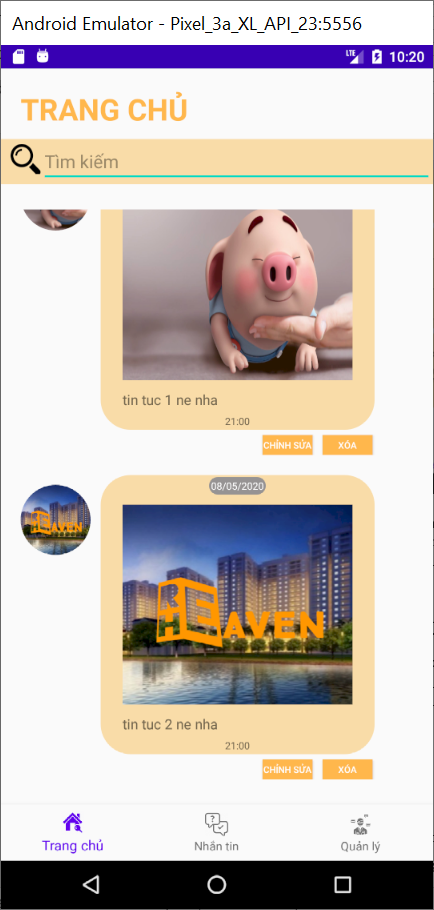 Android Emulator - Pixel_3a_XL_API_23:5556
LTE 10:20
TRANG CHỦ
Tìm kiếm
tin tuc 1 ne nha
21:00
CHỈNH SỬA XÓA
08/05/2020
HEAVEN
REHEAVEN
tin tuc 2 ne nha
21:00
CHỈNH SỬA XÓA
Trang chủ Nhắn tin Quản lý